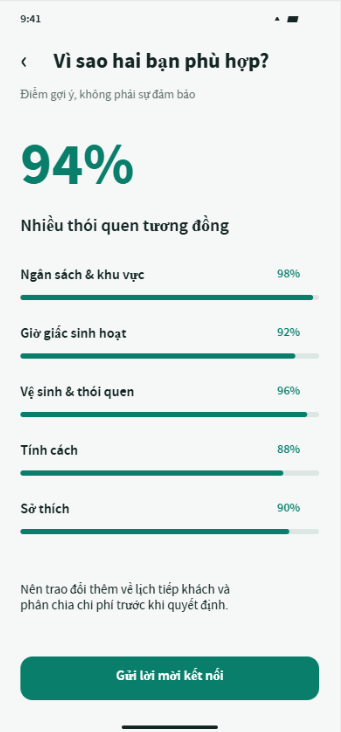 9:41
Vì sao hai bạn phù hợp?
Điểm gợi ý, không phải sự đảm bảo
94%
Nhiều thói quen tương đồng
Ngân sách & khu vực 98%
Giờ giấc sinh hoạt 92%
Vệ sinh & thói quen 96%
Tính cách 88%
Sở thích 90%
Nên trao đổi thêm về lịch tiếp khách và
phân chia chi phí trước khi quyết định.
Gửi lời mời kết nối